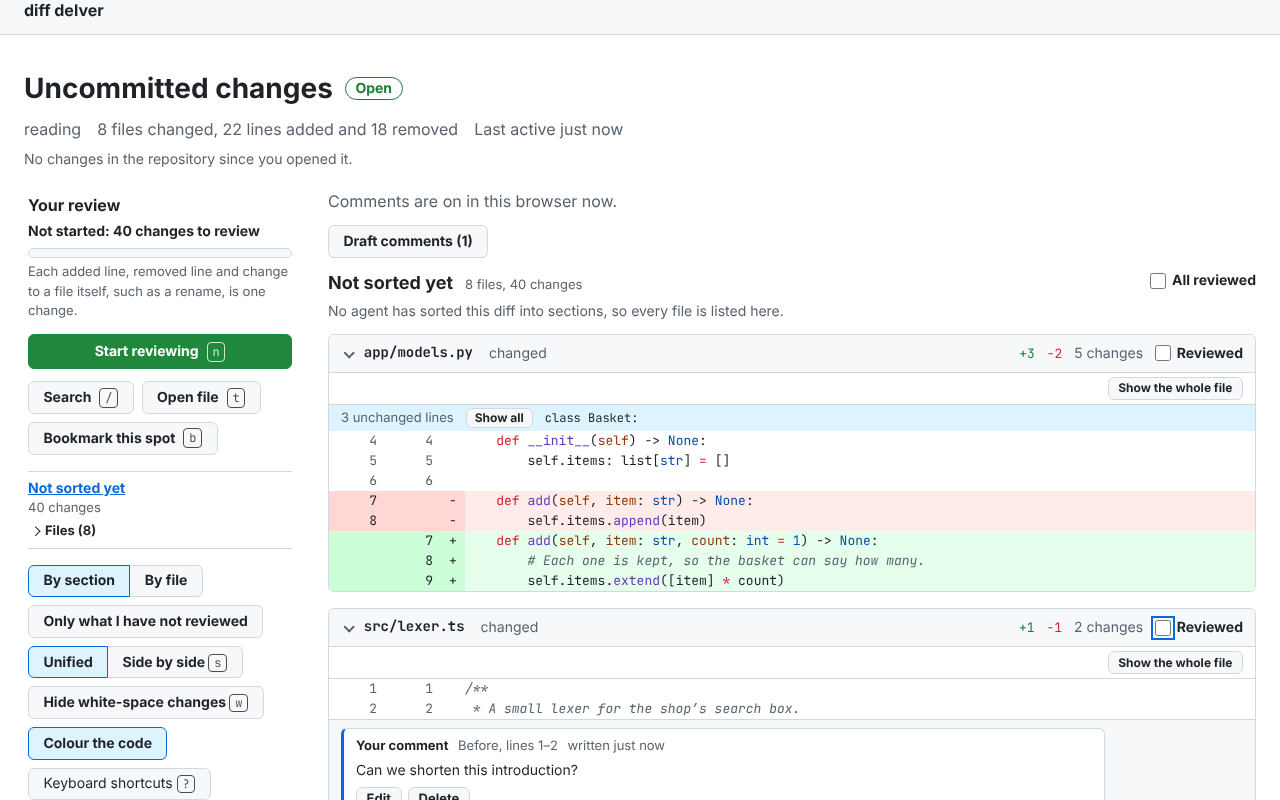 diff delver
Uncommitted changes Open
reading 8 files changed, 22 lines added and 18 removed Last active just now
No changes in the repository since you opened it.
Your review
Not started: 40 changes to review
Each added line, removed line and change
to a file itself, such as a rename, is one
change.
Start reviewing n
Search / Open file t
Bookmark this spot b
Not sorted yet
40 changes
Files (8)
By section By file
Only what I have not reviewed
Unified Side by side s
Hide white-space changes w
Colour the code
Keyboard shortcuts ?
Comments are on in this browser now.
Draft comments (1)
Not sorted yet 8 files, 40 changes All reviewed
No agent has sorted this diff into sections, so every file is listed here.
app/models.py changed +3 -2 5 changes Reviewed
Show the whole file
3 unchanged lines Show all class Basket:
4 4 def __init__(self) -> None:
5 5 self.items: list[str] = []
6 6
7 - def add(self, item: str) -> None:
8 - self.items.append(item)
7 + def add(self, item: str, count: int = 1) -> None:
8 + # Each one is kept, so the basket can say how many.
9 + self.items.extend([item] * count)
src/lexer.ts changed +1 -1 2 changes Reviewed
Show the whole file
1 1 /**
2 2 * A small lexer for the shop’s search box.
Your comment Before, lines 1–2 written just now
Can we shorten this introduction?
Edit Delete